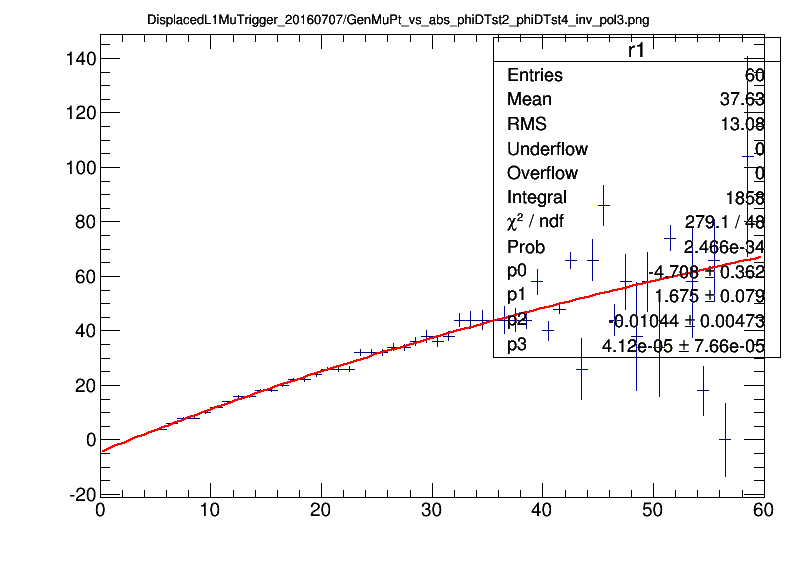 DisplacedL1MuTrigger_20160707/GenMuPt_vs_abs_phiDTst2_phiDTst4_inv_pol3.png
r1
Entries 60
Mean 37.63
RMS 13.08
Underflow 0
Overflow 0
Integral 1858
χ² / ndf 279.1 / 48
Prob 2.466e-34
p0 -4.708 ± 0.362
p1 1.675 ± 0.079
p2 -0.01044 ± 0.00473
p3 4.12e-05 ± 7.66e-05
140
120
100
80
60
40
20
0
-20
0 10 20 30 40 50 60